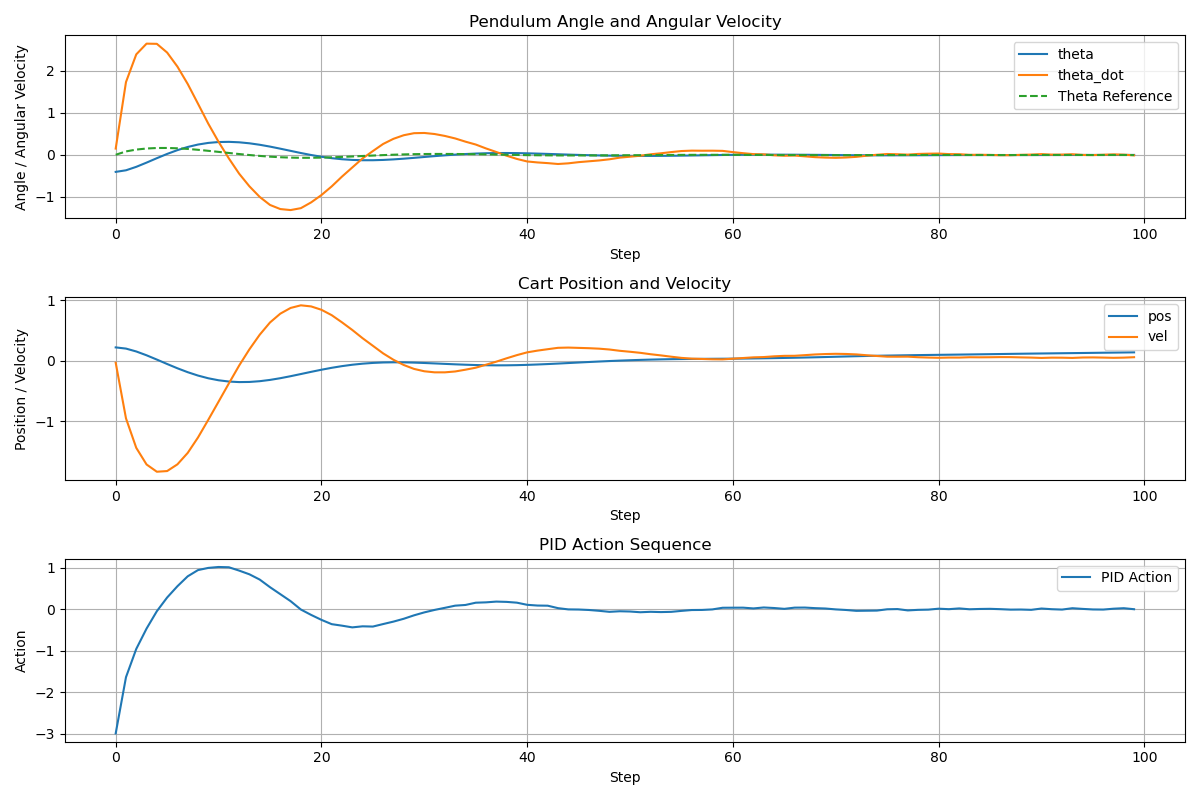 Pendulum Angle and Angular Velocity
Angle / Angular Velocity
2
1
0
−1
theta
theta_dot
Theta Reference
0 20 40 60 80 100
Step
Cart Position and Velocity
Position / Velocity
1
0
−1
pos
vel
0 20 40 60 80 100
Step
PID Action Sequence
Action
1
0
−1
−2
−3
PID Action
0 20 40 60 80 100
Step